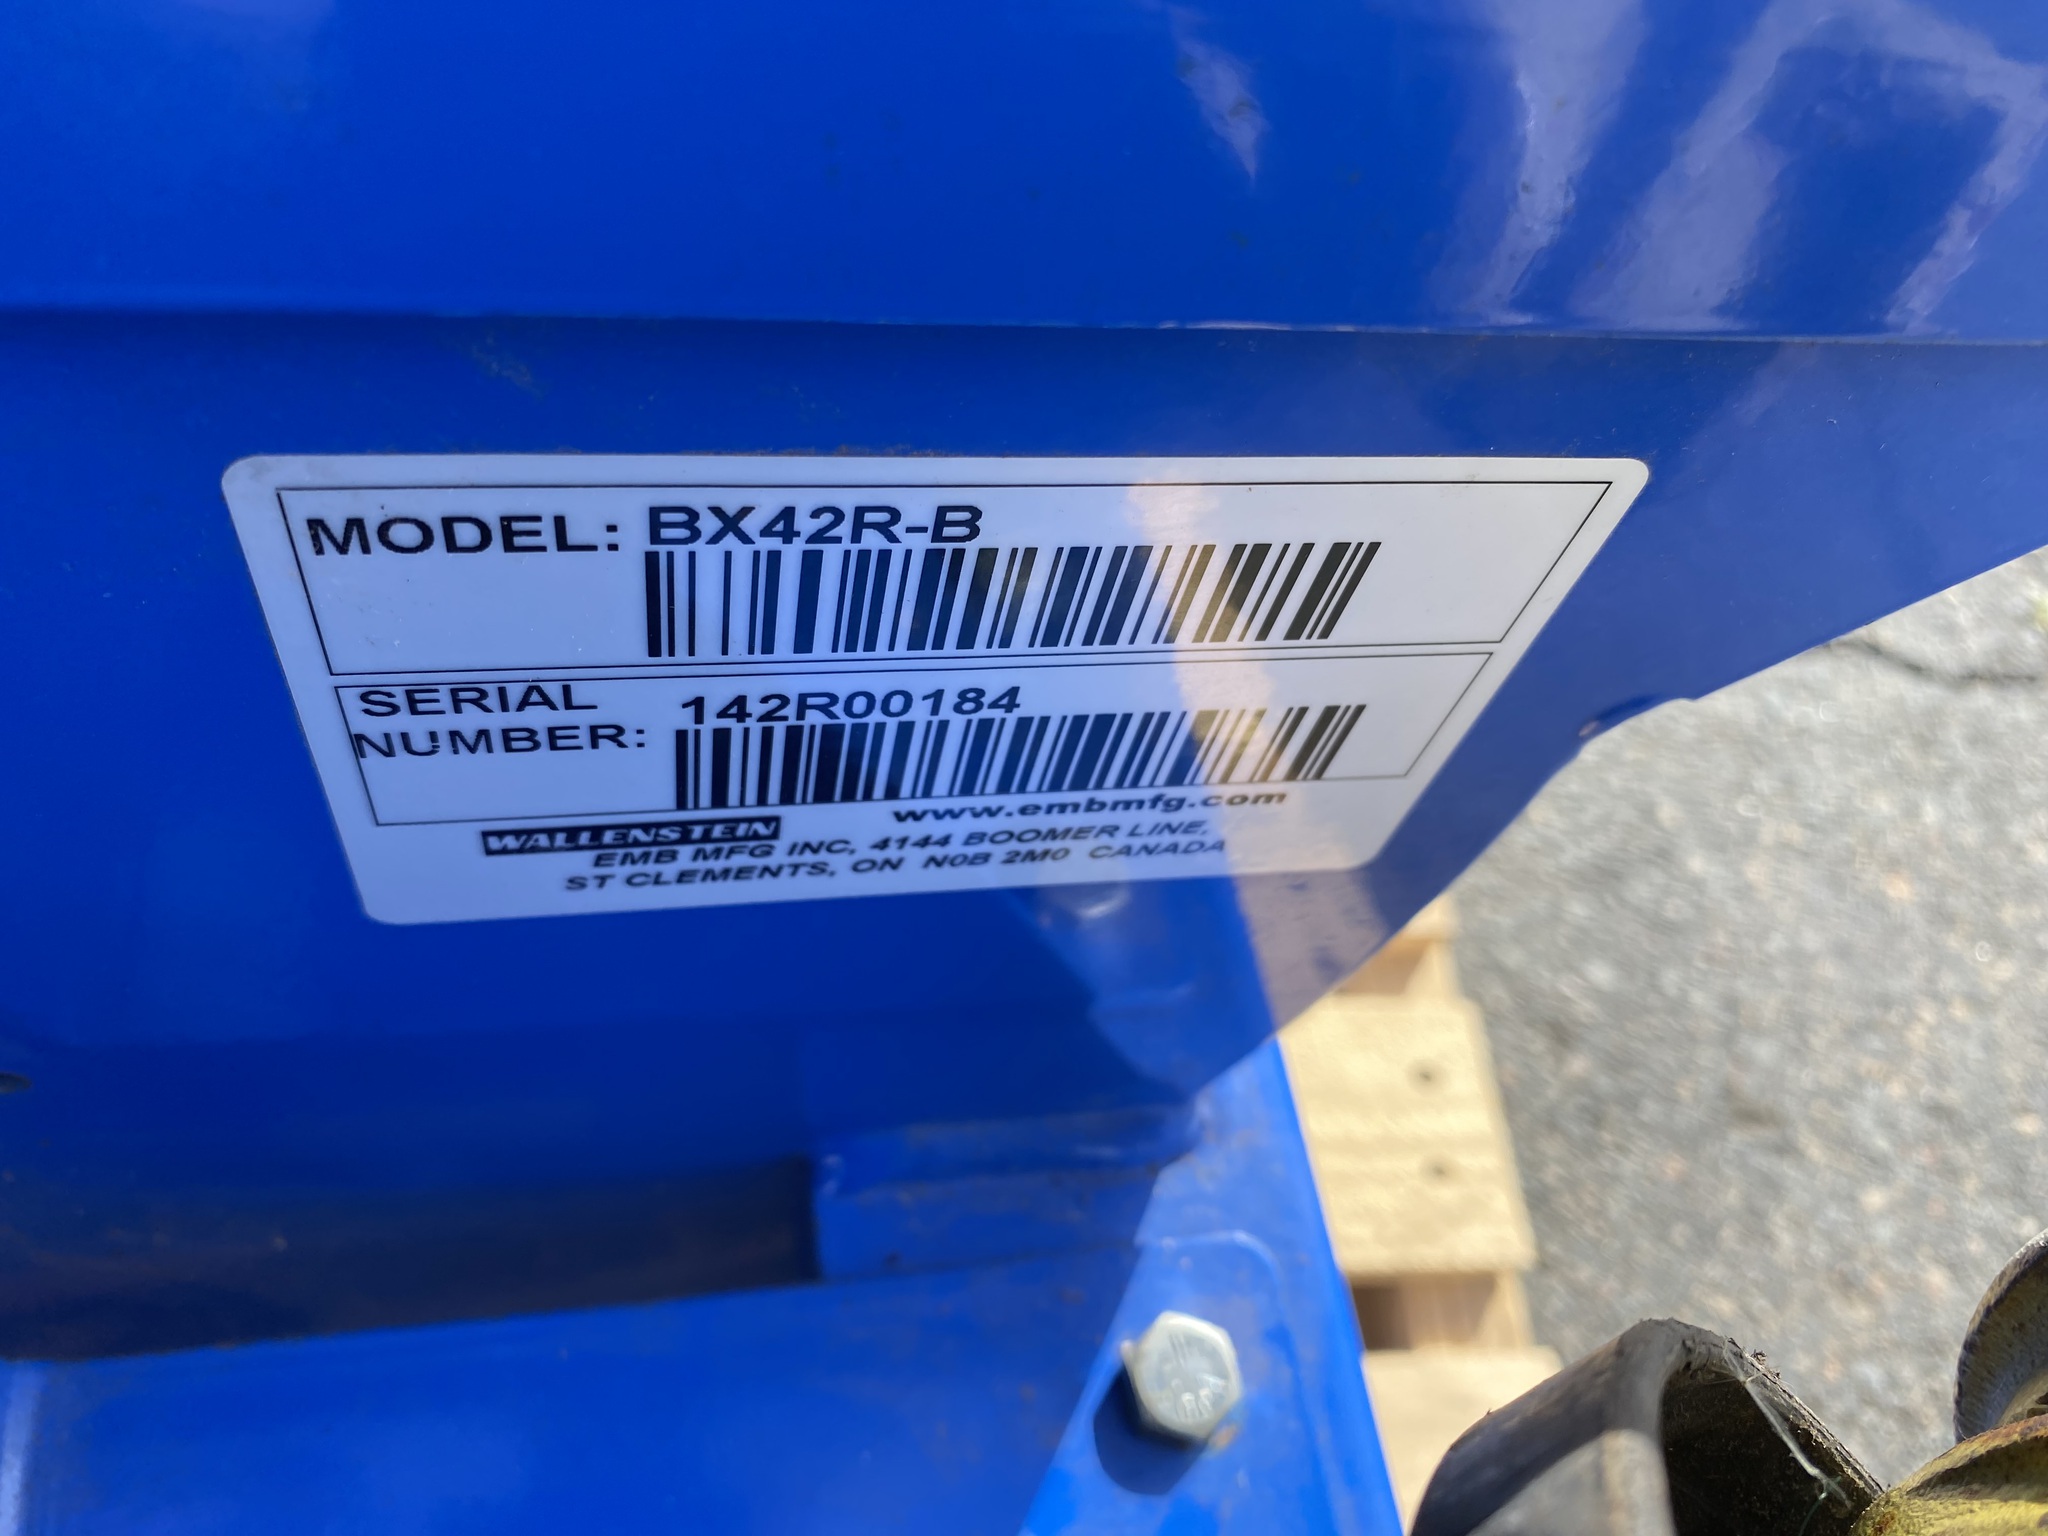 MODEL: BX42R-B
SERIAL
NUMBER: 142R00184
www.embmfg.com
WALLENSTEIN
EMB MFG INC, 4144 BOOMER LINE,
ST CLEMENTS, ON N0B 2M0 CANADA